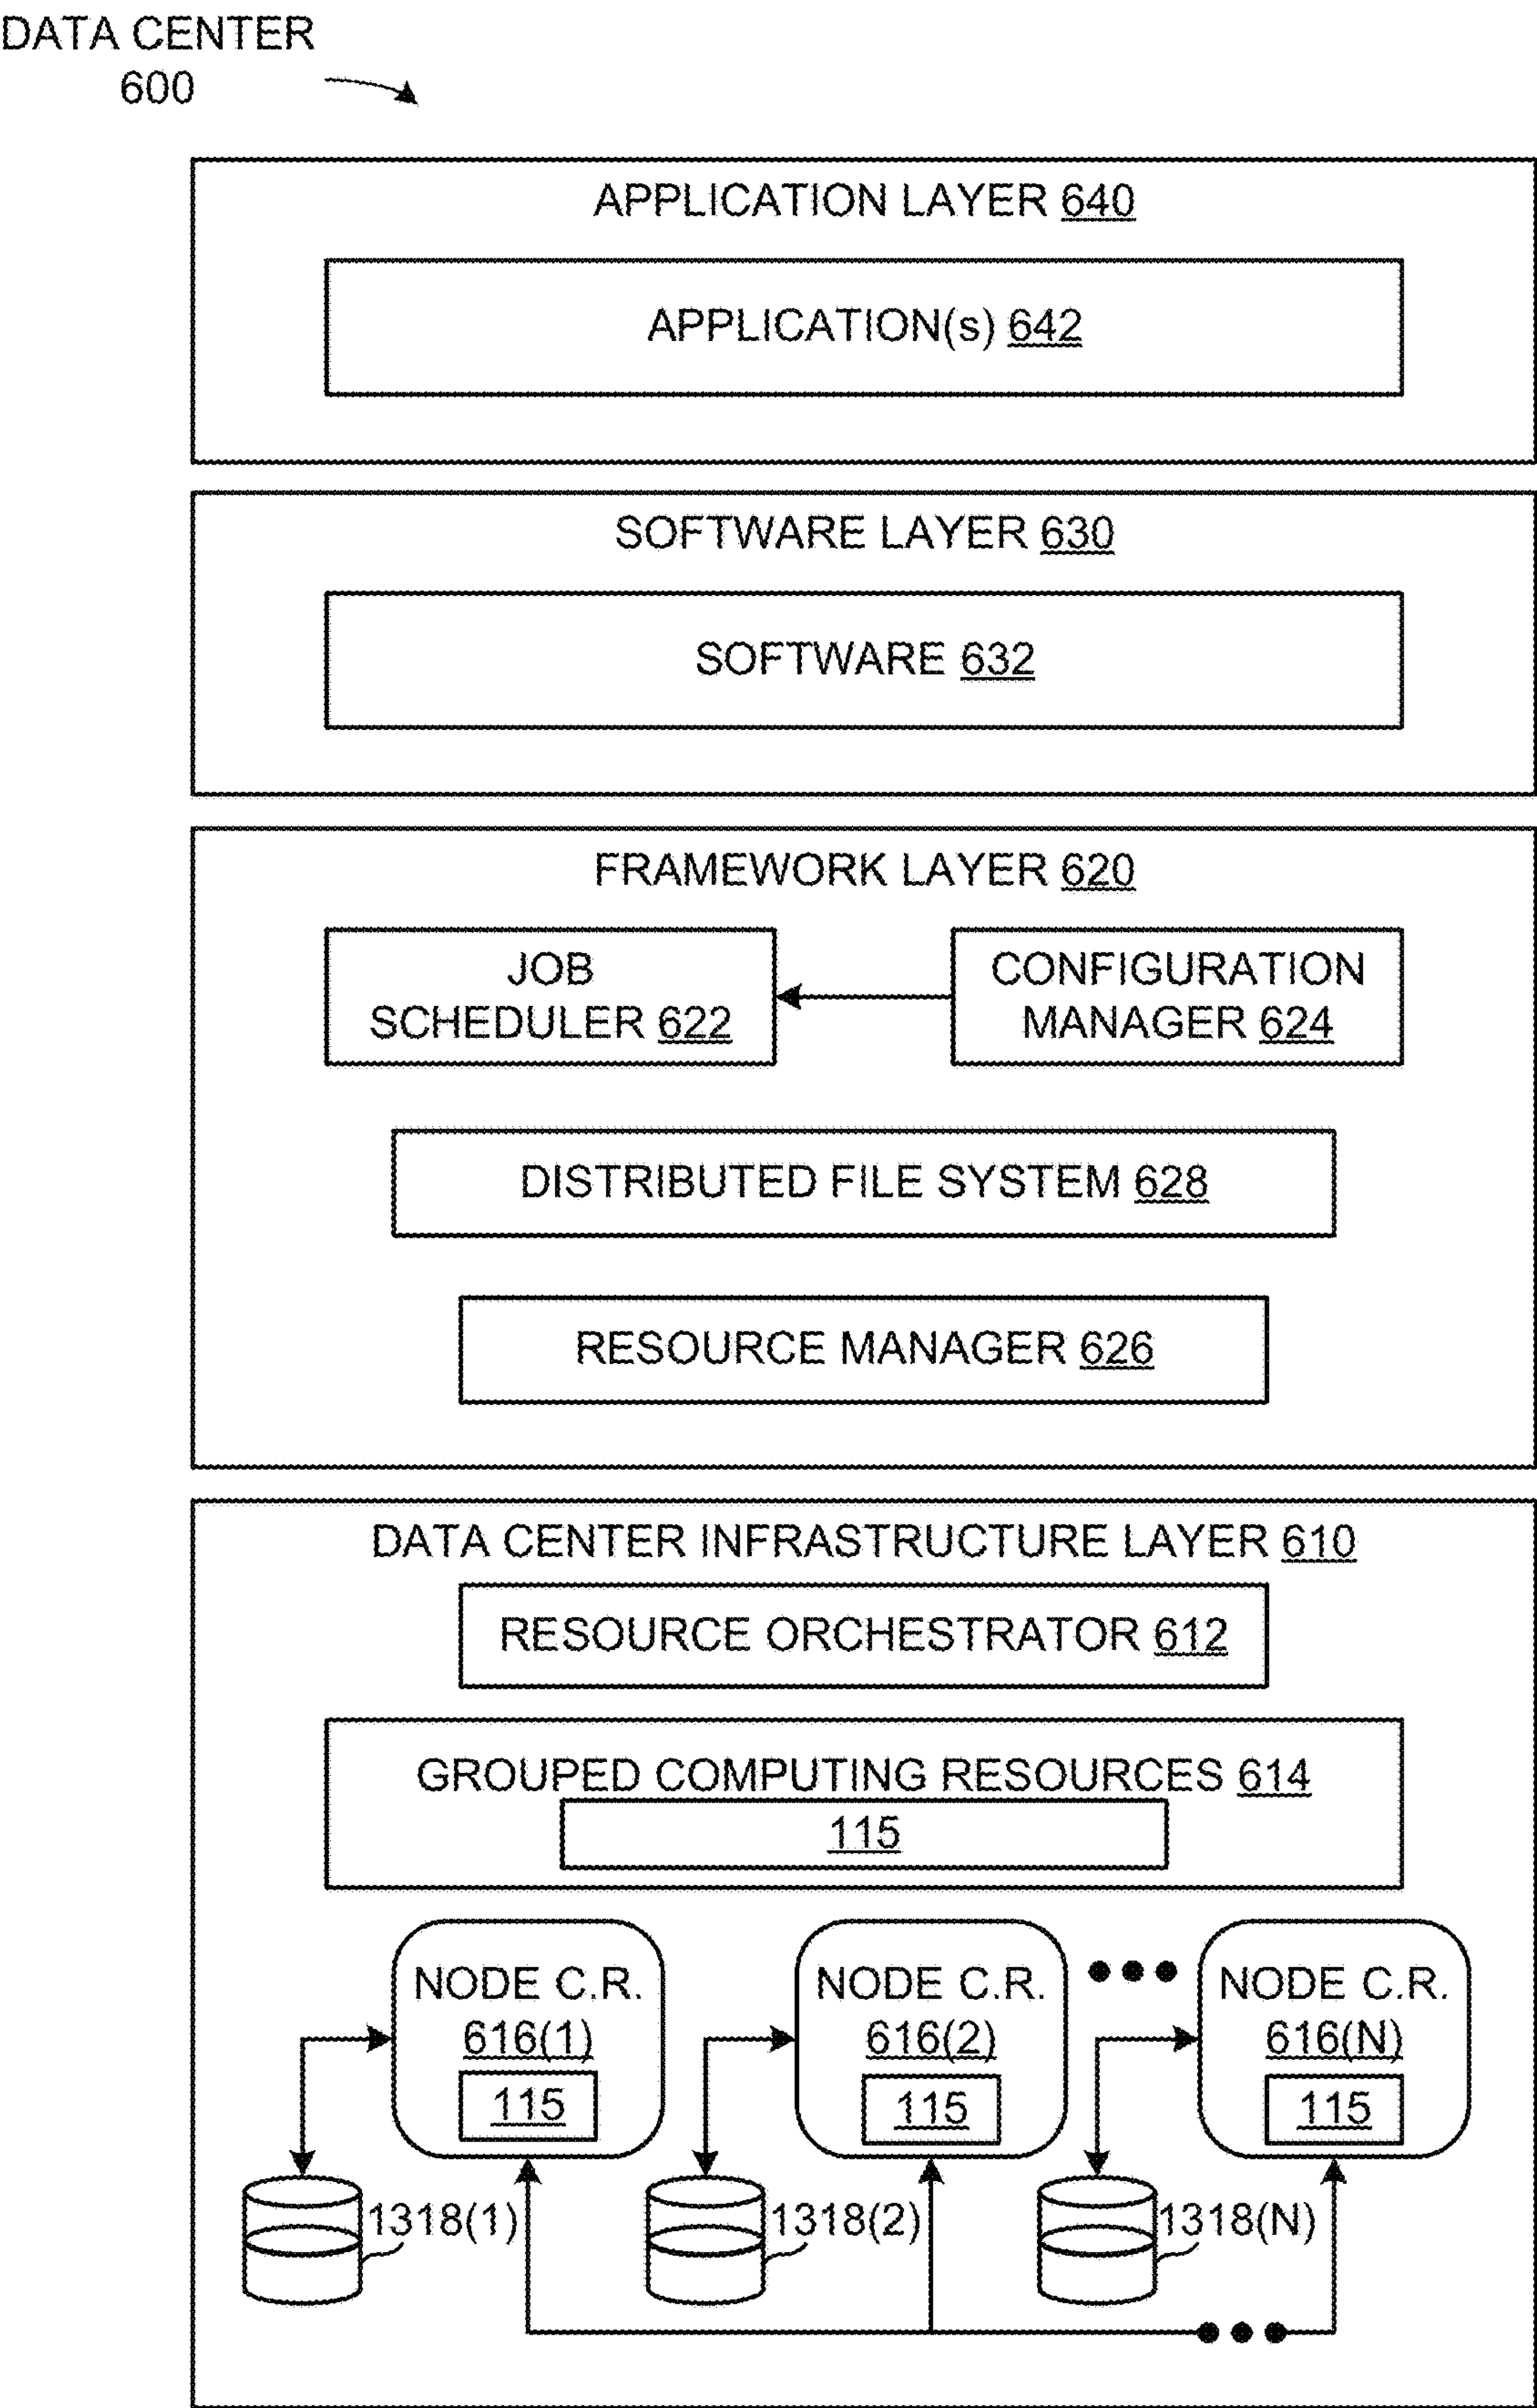 DATA CENTER
600
APPLICATION LAYER 640
APPLICATION(s) 642
SOFTWARE LAYER 630
SOFTWARE 632
FRAMEWORK LAYER 620
JOB
SCHEDULER 622
CONFIGURATION
MANAGER 624
DISTRIBUTED FILE SYSTEM 628
RESOURCE MANAGER 626
DATA CENTER INFRASTRUCTURE LAYER 610
RESOURCE ORCHESTRATOR 612
GROUPED COMPUTING RESOURCES 614
115
NODE C.R.
616(1)
115
NODE C.R.
616(2)
115
NODE C.R.
616(N)
115
1318(1)
1318(2)
1318(N)